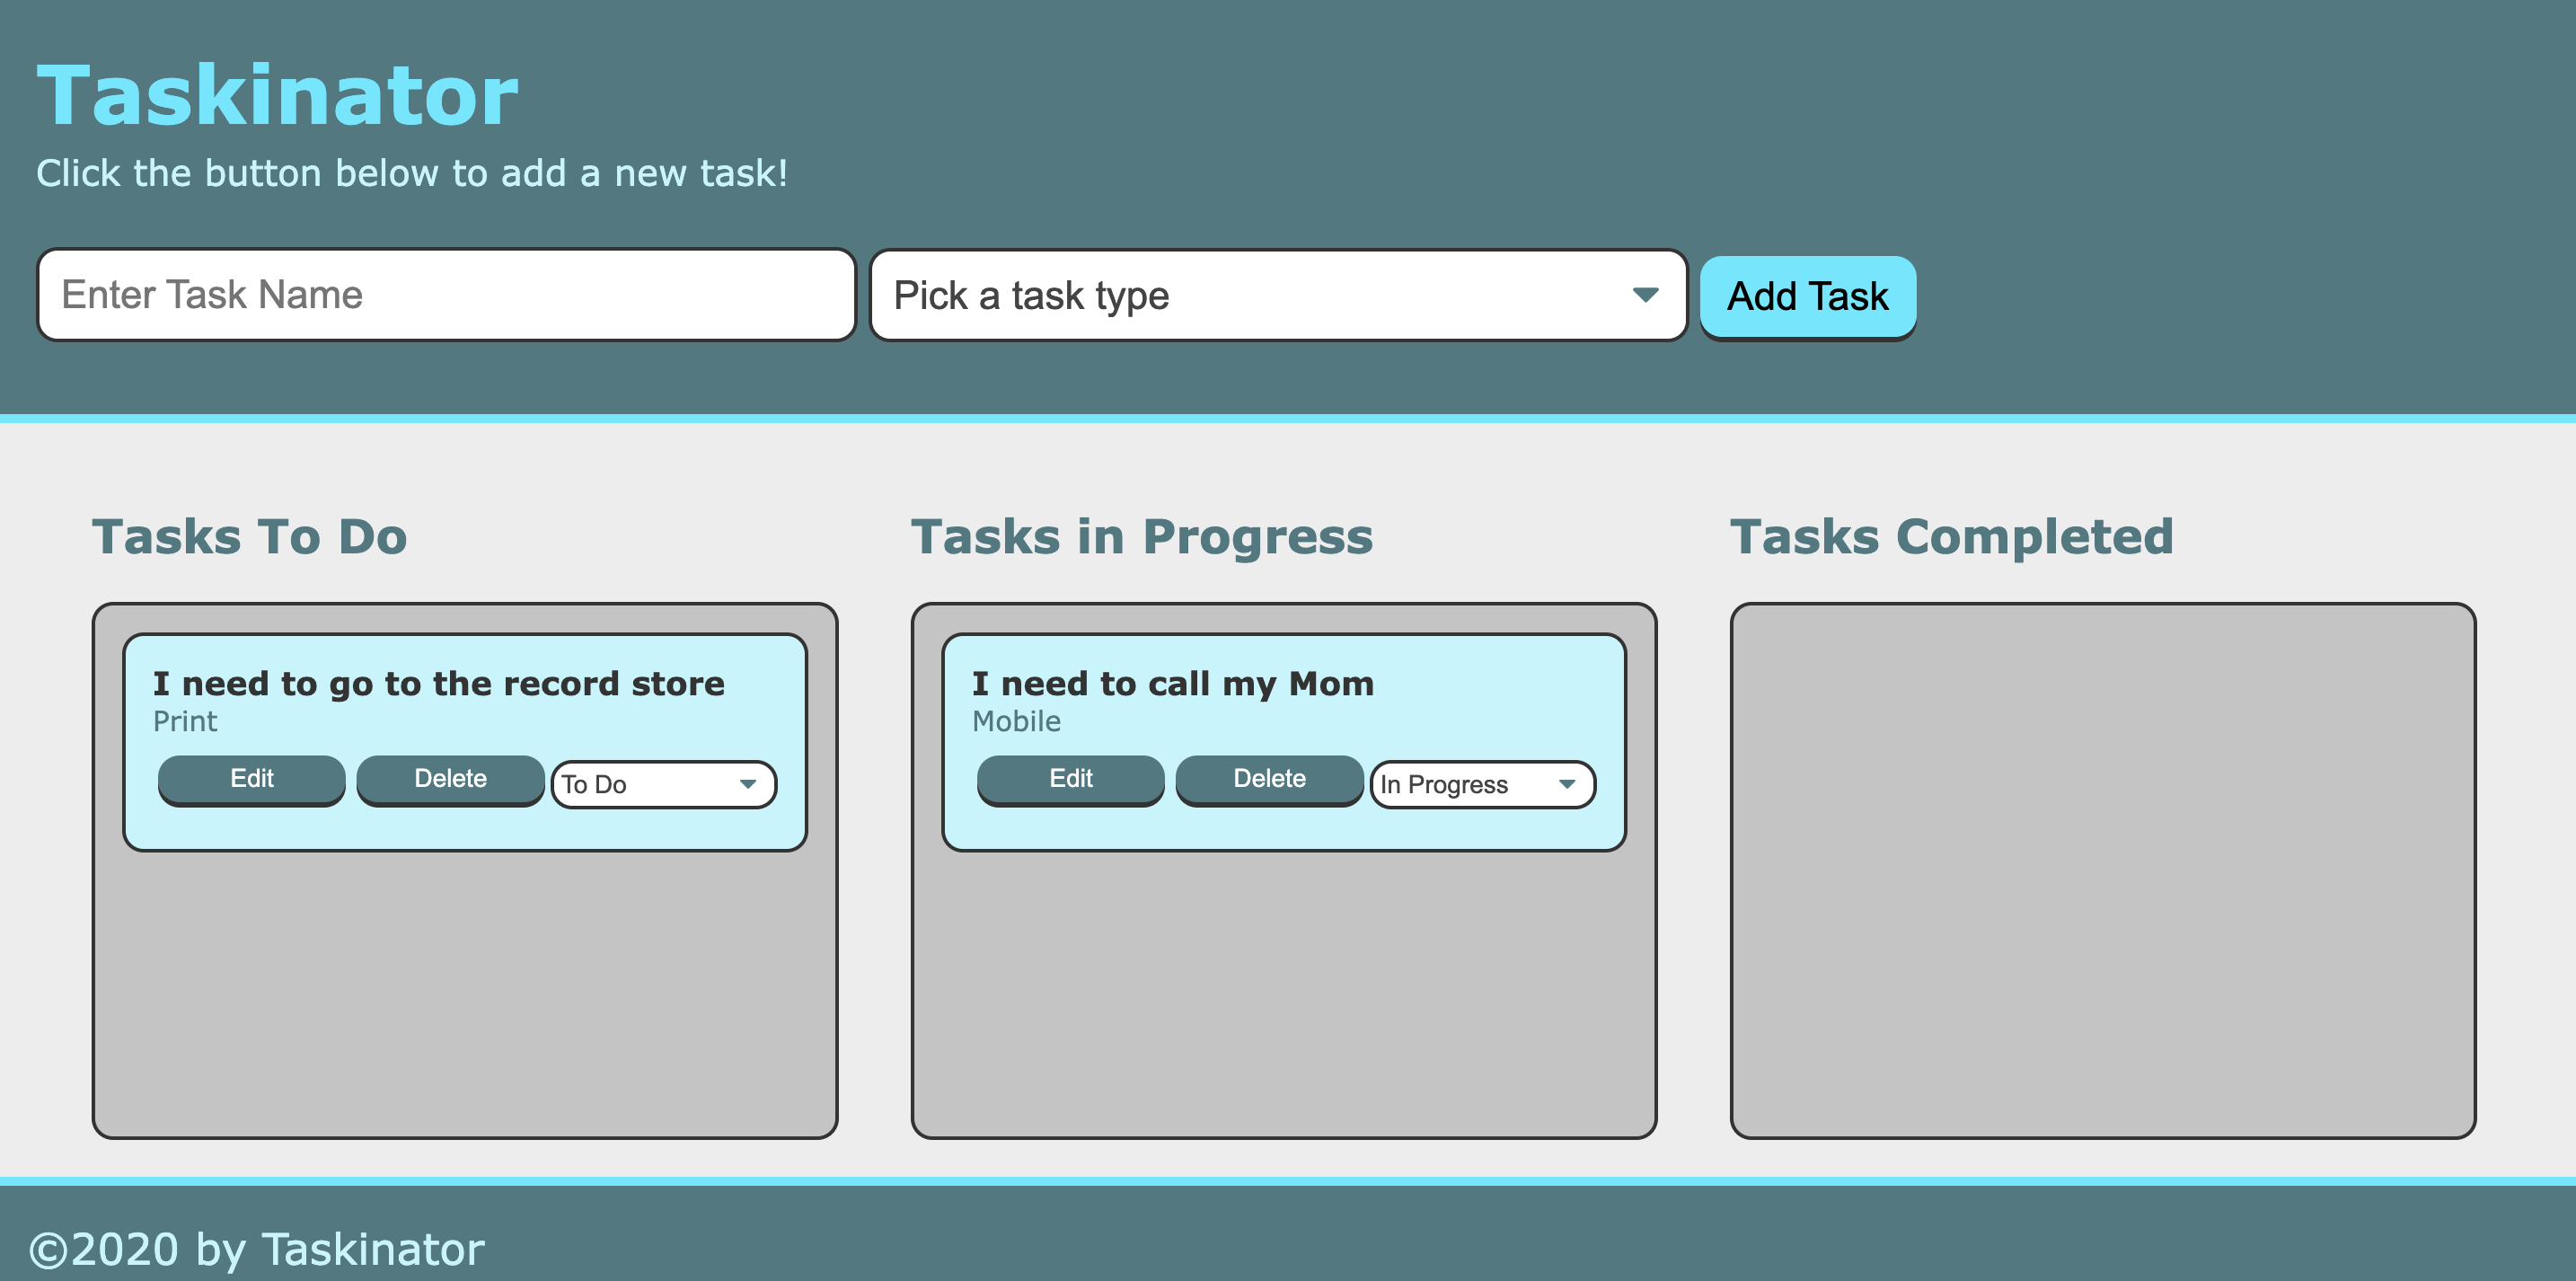 Taskinator
Click the button below to add a new task!
Enter Task Name
Pick a task type
Add Task
Tasks To Do
I need to go to the record store
Print
Edit
Delete
To Do
Tasks in Progress
I need to call my Mom
Mobile
Edit
Delete
In Progress
Tasks Completed
©2020 by Taskinator